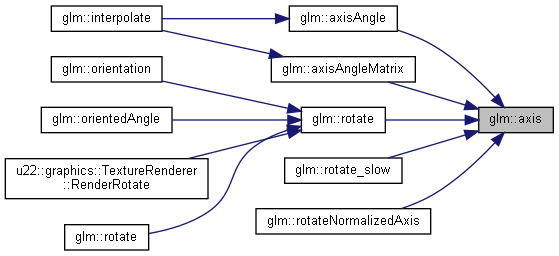 glm::interpolate
glm::axisAngle
glm::orientation
glm::axisAngleMatrix
glm::orientedAngle
glm::rotate
glm::axis
u22::graphics::TextureRenderer
::RenderRotate
glm::rotate_slow
glm::rotateNormalizedAxis
glm::rotate